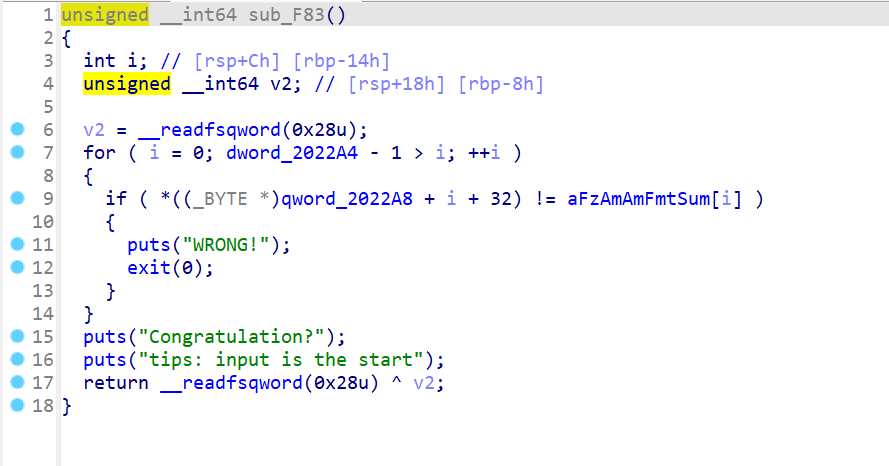 1 unsigned __int64 sub_F83()
2 {
3   int i; // [rsp+Ch] [rbp-14h]
4   unsigned __int64 v2; // [rsp+18h] [rbp-8h]
5
6   v2 = __readfsqword(0x28u);
7   for ( i = 0; dword_2022A4 - 1 > i; ++i )
8   {
9     if ( *((_BYTE *)qword_2022A8 + i + 32) != aFzAmAmFmtSum[i] )
10     {
11       puts("WRONG!");
12       exit(0);
13     }
14   }
15   puts("Congratulation?");
16   puts("tips: input is the start");
17   return __readfsqword(0x28u) ^ v2;
18 }